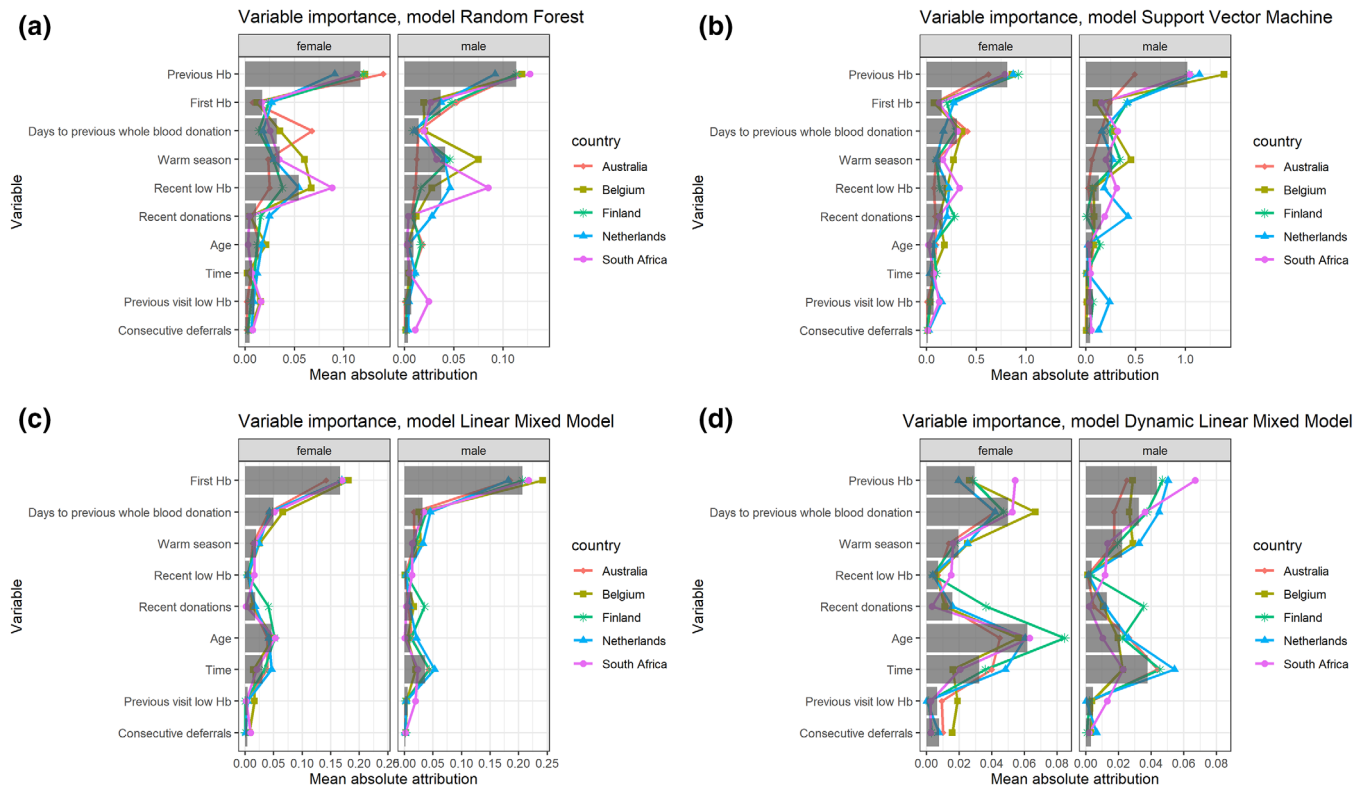 (a) Variable importance, model Random Forest
female male
Previous Hb
First Hb
Days to previous whole blood donation
Warm season
Recent low Hb
Recent donations
Age
Time
Previous visit low Hb
Consecutive deferrals
Variable
0.00 0.05 0.10 0.00 0.05 0.10
Mean absolute attribution
country
Australia
Belgium
Finland
Netherlands
South Africa
(b) Variable importance, model Support Vector Machine
female male
Previous Hb
First Hb
Days to previous whole blood donation
Warm season
Recent low Hb
Recent donations
Age
Time
Previous visit low Hb
Consecutive deferrals
Variable
0.0 0.5 1.0 0.0 0.5 1.0
Mean absolute attribution
country
Australia
Belgium
Finland
Netherlands
South Africa
(c) Variable importance, model Linear Mixed Model
female male
First Hb
Days to previous whole blood donation
Warm season
Recent low Hb
Recent donations
Age
Time
Previous visit low Hb
Consecutive deferrals
Variable
0.00 0.05 0.10 0.15 0.20 0.25 0.00 0.05 0.10 0.15 0.20 0.25
Mean absolute attribution
country
Australia
Belgium
Finland
Netherlands
South Africa
(d) Variable importance, model Dynamic Linear Mixed Model
female male
Previous Hb
Days to previous whole blood donation
Warm season
Recent low Hb
Recent donations
Age
Time
Previous visit low Hb
Consecutive deferrals
Variable
0.00 0.02 0.04 0.06 0.08 0.00 0.02 0.04 0.06 0.08
Mean absolute attribution
country
Australia
Belgium
Finland
Netherlands
South Africa